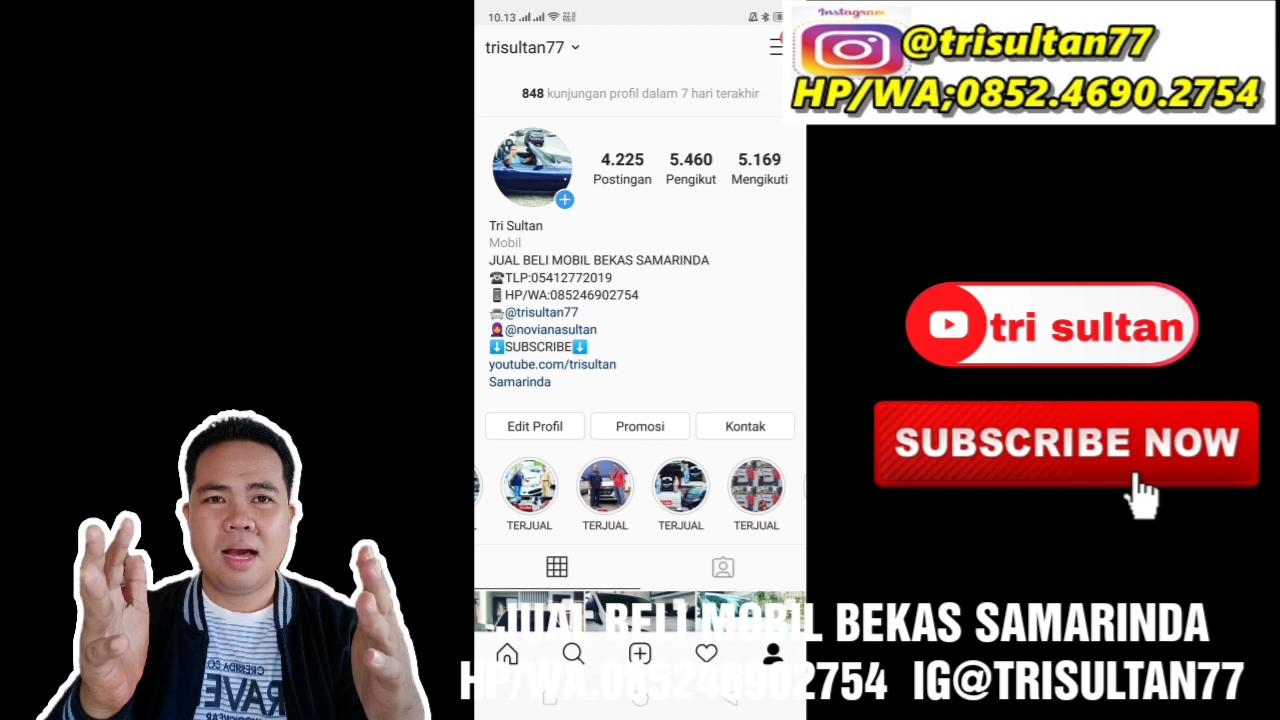 10.13
trisultan77
848 kunjungan profil dalam 7 hari terakhir
4.225 5.460 5.169
Postingan Pengikut Mengikuti
Tri Sultan
Mobil
JUAL BELI MOBIL BEKAS SAMARINDA
TLP:05412772019
HP/WA:085246902754
@trisultan77
@novianasultan
SUBSCRIBE
youtube.com/trisultan
Samarinda
Edit Profil Promosi Kontak
TERJUAL TERJUAL TERJUAL TERJUAL
Instagram
@trisultan77
HP/WA;0852.4690.2754
tri sultan
SUBSCRIBE NOW
CRESIDA CO
RAVE
JUAL BELI MOBIL BEKAS SAMARINDA
HP/WA.085246902754 IG@TRISULTAN77